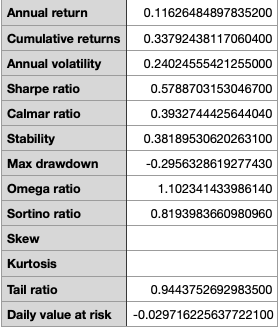 Annual return 0.11626484897835200
Cumulative returns 0.33792438117060400
Annual volatility 0.24024555421255000
Sharpe ratio 0.5788703153046700
Calmar ratio 0.3932744425644040
Stability 0.38189530620263100
Max drawdown -0.2956328619277430
Omega ratio 1.102341433986140
Sortino ratio 0.8193983660980960
Skew
Kurtosis
Tail ratio 0.9443752692983500
Daily value at risk -0.029716225637722100